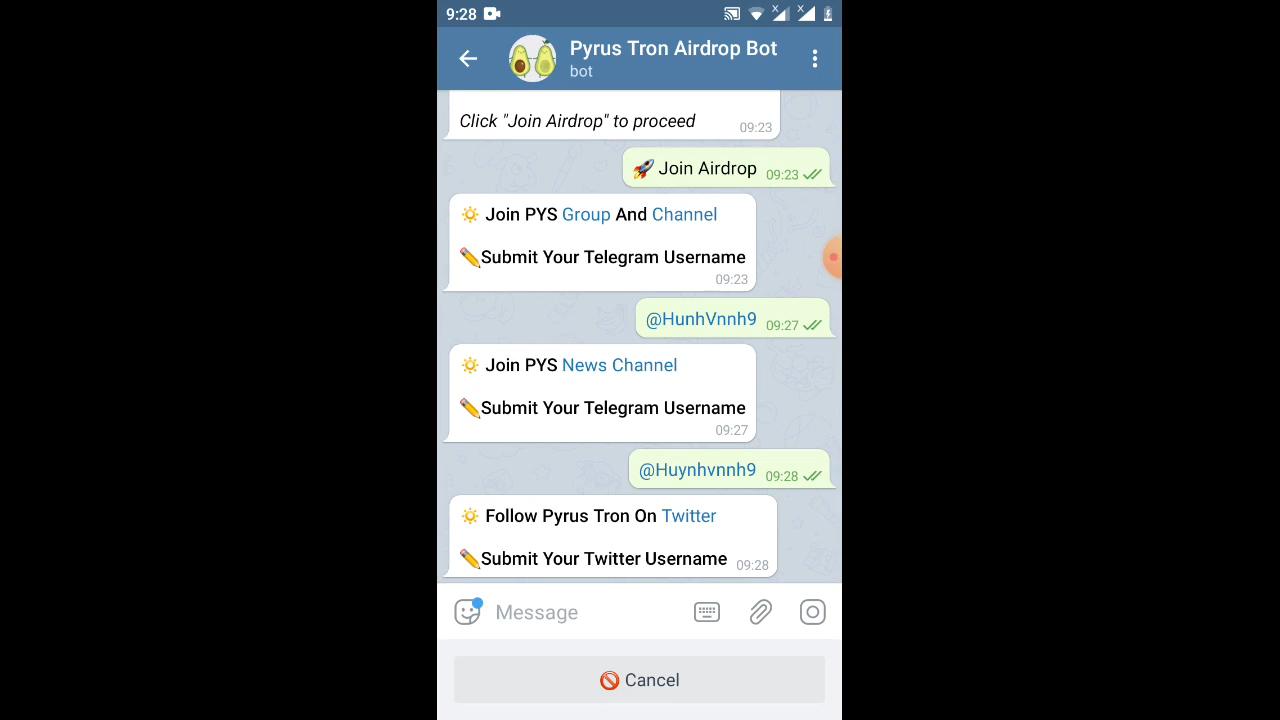 9:28
Pyrus Tron Airdrop Bot
bot
Click "Join Airdrop" to proceed 09:23
🚀 Join Airdrop 09:23
🔅 Join PYS Group And Channel
✏️Submit Your Telegram Username
09:23
@HunhVnnh9 09:27
🔅 Join PYS News Channel
✏️Submit Your Telegram Username
09:27
@Huynhvnnh9 09:28
🔅 Follow Pyrus Tron On Twitter
✏️Submit Your Twitter Username 09:28
Message
🚫 Cancel